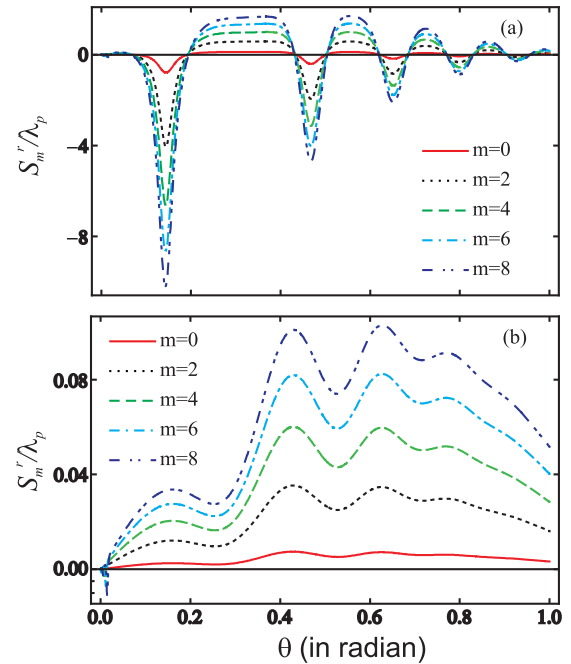 (a)
0
-4
-8
S_m^r/λ_p
m=0
m=2
m=4
m=6
m=8
(b)
m=0
m=2
m=4
m=6
m=8
0.08
0.04
0.00
S_m^r/λ_p
0.0 0.2 0.4 0.6 0.8 1.0
θ (in radian)